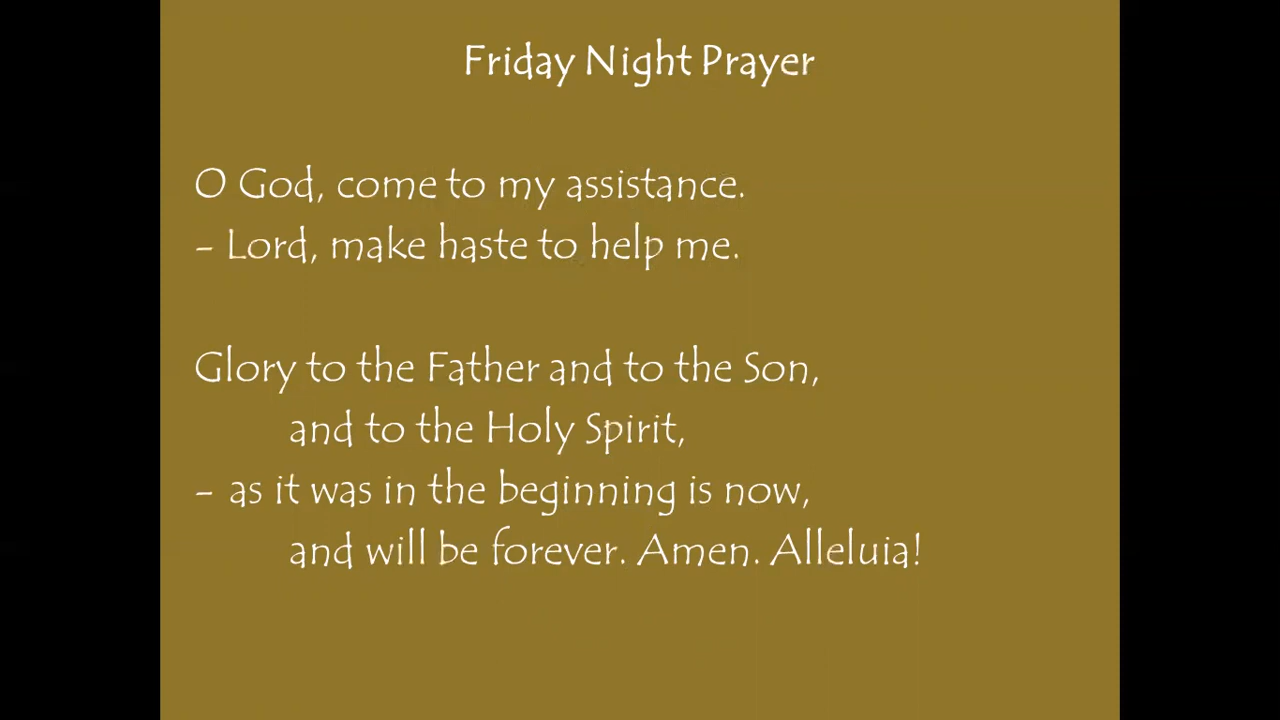 Friday Night Prayer
O God, come to my assistance.
- Lord, make haste to help me.
Glory to the Father and to the Son,
and to the Holy Spirit,
- as it was in the beginning is now,
and will be forever. Amen. Alleluia!